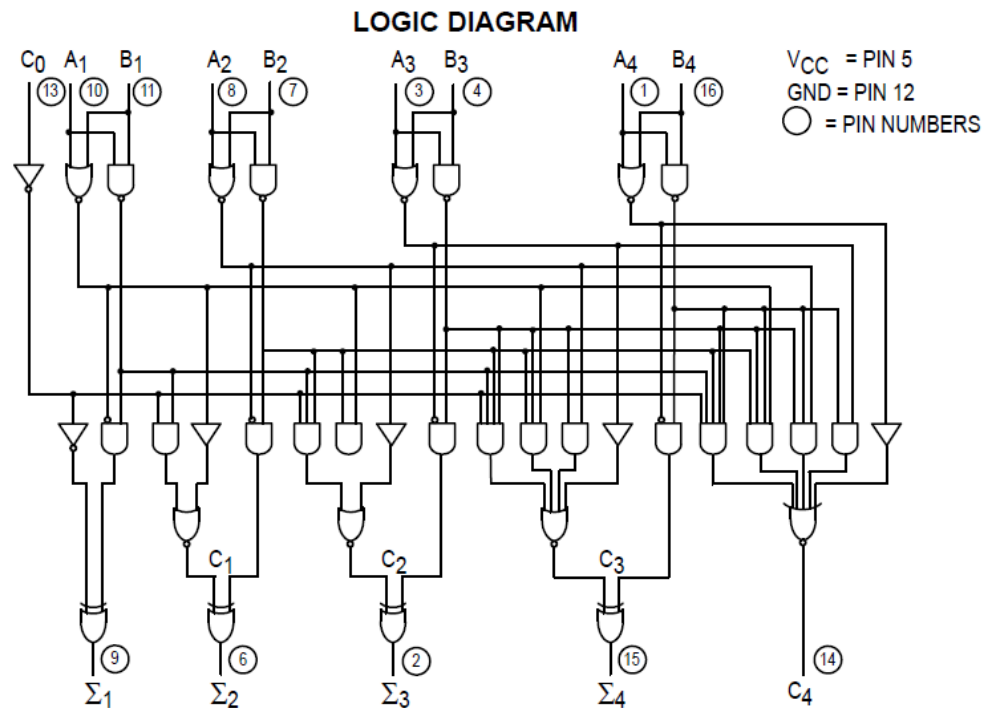 LOGIC DIAGRAM
C0 A1 B1 A2 B2 A3 B3 A4 B4
13 10 11 8 7 3 4 1 16
VCC = PIN 5
GND = PIN 12
= PIN NUMBERS
C1 C2 C3
9 6 2 15 14
Σ1 Σ2 Σ3 Σ4 C4